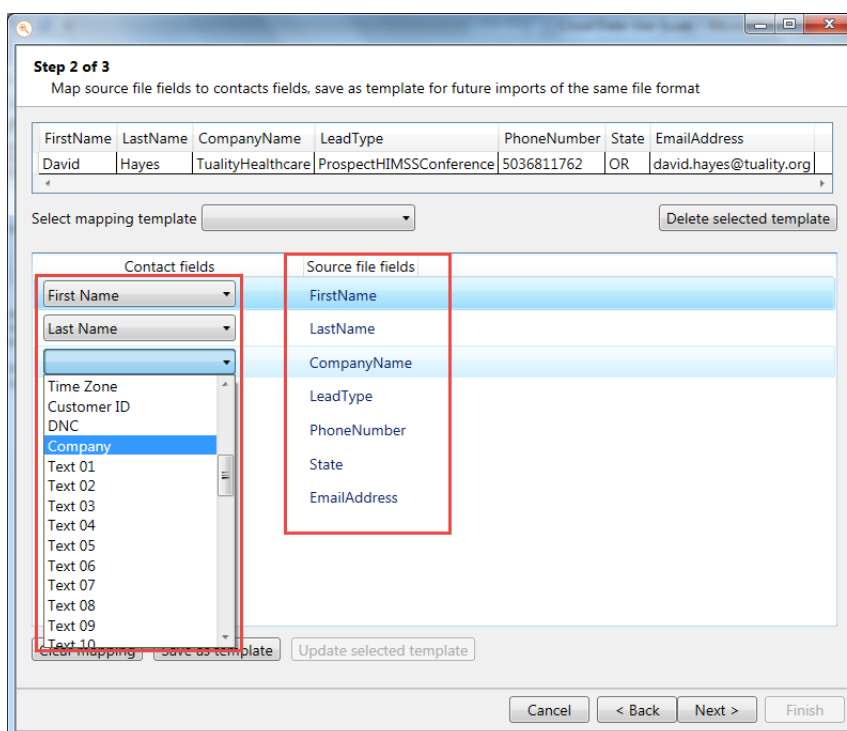 Step 2 of 3
Map source file fields to contacts fields, save as template for future imports of the same file format
FirstName LastName CompanyName LeadType PhoneNumber State EmailAddress
David Hayes TualityHealthcare ProspectHIMSSConference 5036811762 OR david.hayes@tuality.org
Select mapping template Delete selected template
Contact fields Source file fields
First Name FirstName
Last Name LastName
CompanyName
Time Zone
LeadType
Customer ID
DNC
PhoneNumber
Company
Text 01 State
Text 02
EmailAddress
Text 03
Text 04
Text 05
Text 06
Text 07
Text 08
Text 09
Text 10
Clear mapping Save as template Update selected template
Cancel < Back Next > Finish